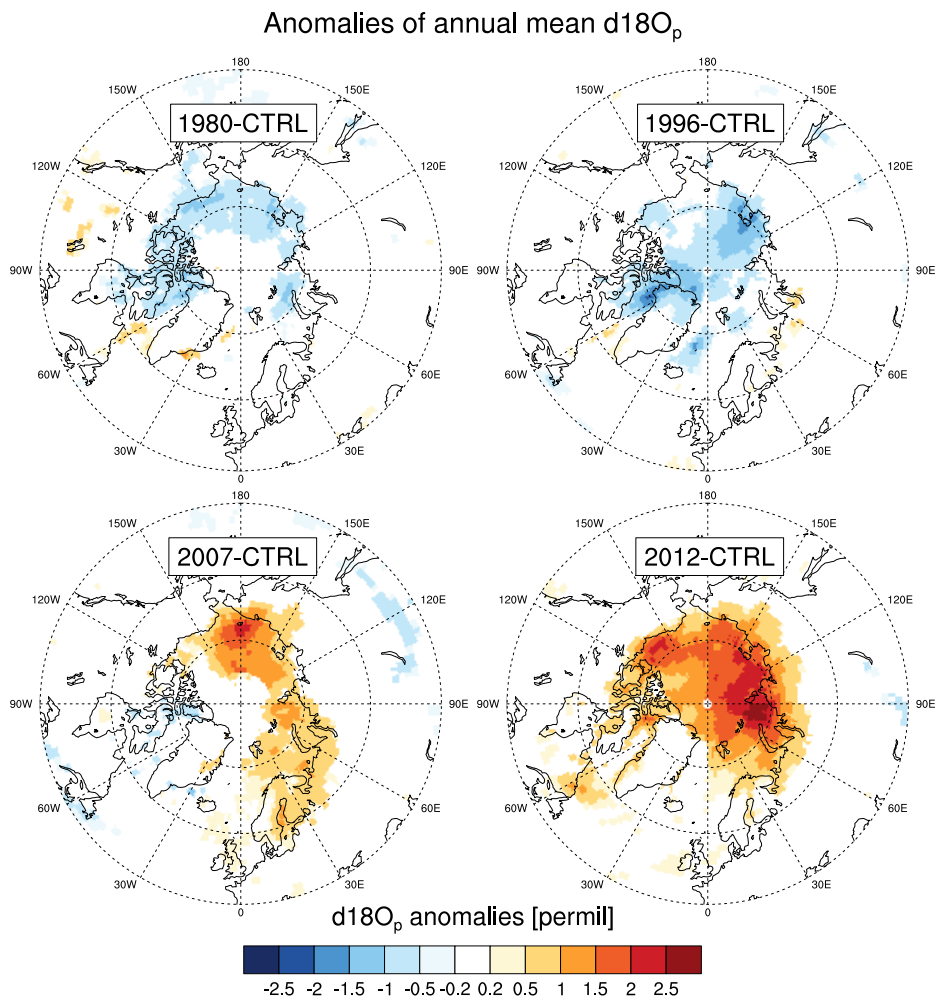 Anomalies of annual mean d18Oₚ
180
150W
150E
1980-CTRL
120W
120E
90W
90E
60W
60E
30W
30E
0
180
150W
150E
1996-CTRL
120W
120E
90W
90E
60W
60E
30W
30E
0
180
150W
150E
2007-CTRL
120W
120E
90W
90E
60W
60E
30W
30E
0
180
150W
150E
2012-CTRL
120W
120E
90W
90E
60W
60E
30W
30E
0
d18Oₚ anomalies [permil]
-2.5 -2 -1.5 -1 -0.5 -0.2 0.2 0.5 1 1.5 2 2.5